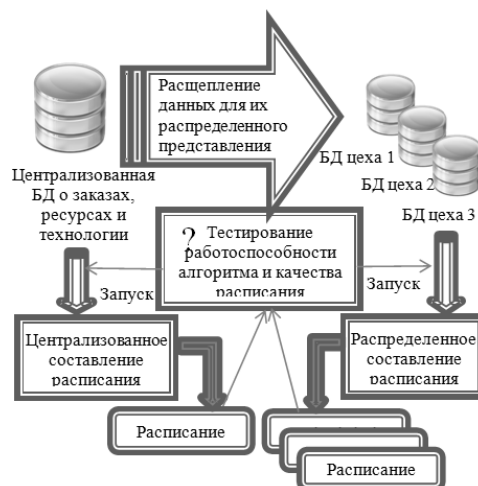 Расщепление
данных для их
распределенного
представления
Централизованная
БД о заказах,
ресурсах и
технологии
БД цеха 1
БД цеха 2
БД цеха 3
? Тестирование
работоспособности
алгоритма и качества
расписания
Запуск
Запуск
Централизованное
составление
расписания
Распределенное
составление
расписания
Расписание
Расписание